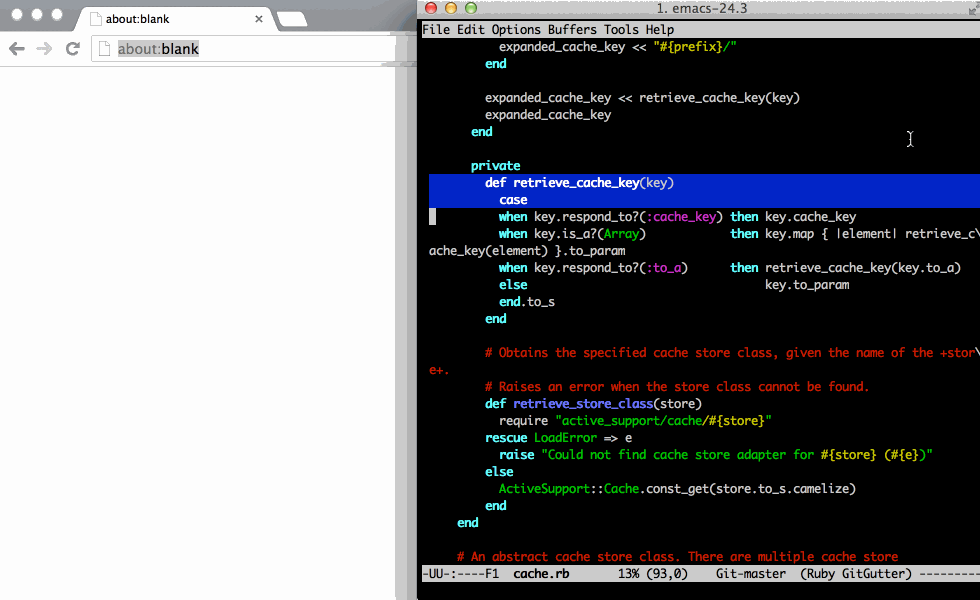 about:blank
about:blank
1. emacs-24.3
File Edit Options Buffers Tools Help
expanded_cache_key << "#{prefix}/"
end
expanded_cache_key << retrieve_cache_key(key)
expanded_cache_key
end
private
def retrieve_cache_key(key)
case
when key.respond_to?(:cache_key) then key.cache_key
when key.is_a?(Array)            then key.map { |element| retrieve_c\
ache_key(element) }.to_param
when key.respond_to?(:to_a)      then retrieve_cache_key(key.to_a)
else                                  key.to_param
end.to_s
end
# Obtains the specified cache store class, given the name of the +stor\
e+.
# Raises an error when the store class cannot be found.
def retrieve_store_class(store)
require "active_support/cache/#{store}"
rescue LoadError => e
raise "Could not find cache store adapter for #{store} (#{e})"
else
ActiveSupport::Cache.const_get(store.to_s.camelize)
end
end
# An abstract cache store class. There are multiple cache store
-UU-:----F1  cache.rb       13% (93,0)    Git-master  (Ruby GitGutter) ---------